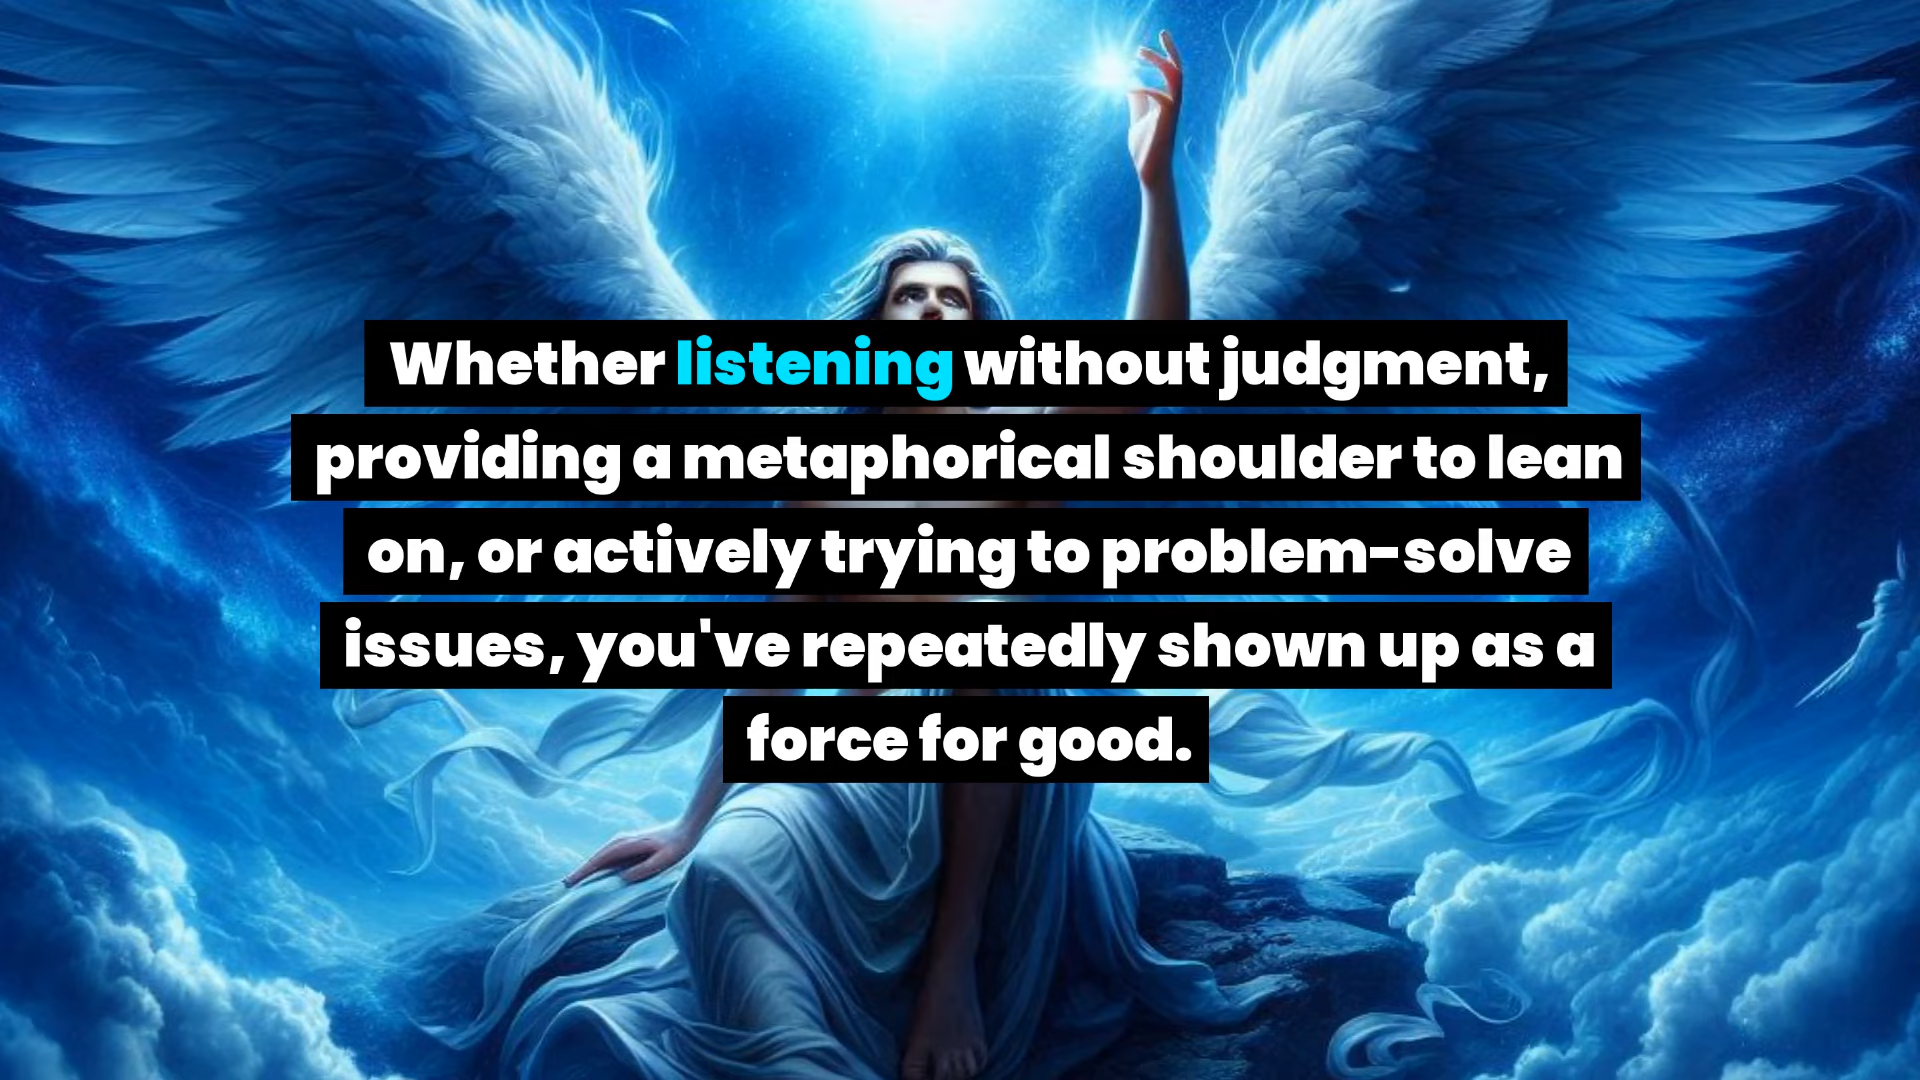 Whether listening without judgment,
providing a metaphorical shoulder to lean
on, or actively trying to problem-solve
issues, you've repeatedly shown up as a
force for good.